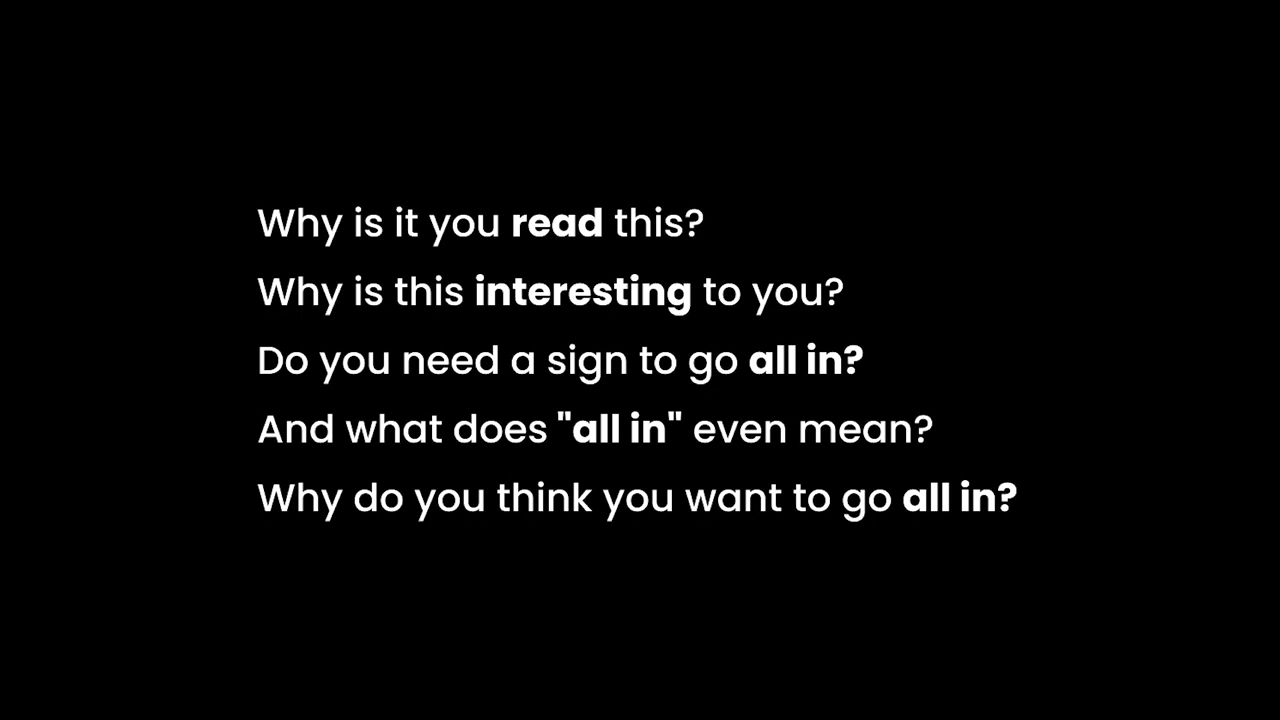 Why is it you read this?
Why is this interesting to you?
Do you need a sign to go all in?
And what does "all in" even mean?
Why do you think you want to go all in?